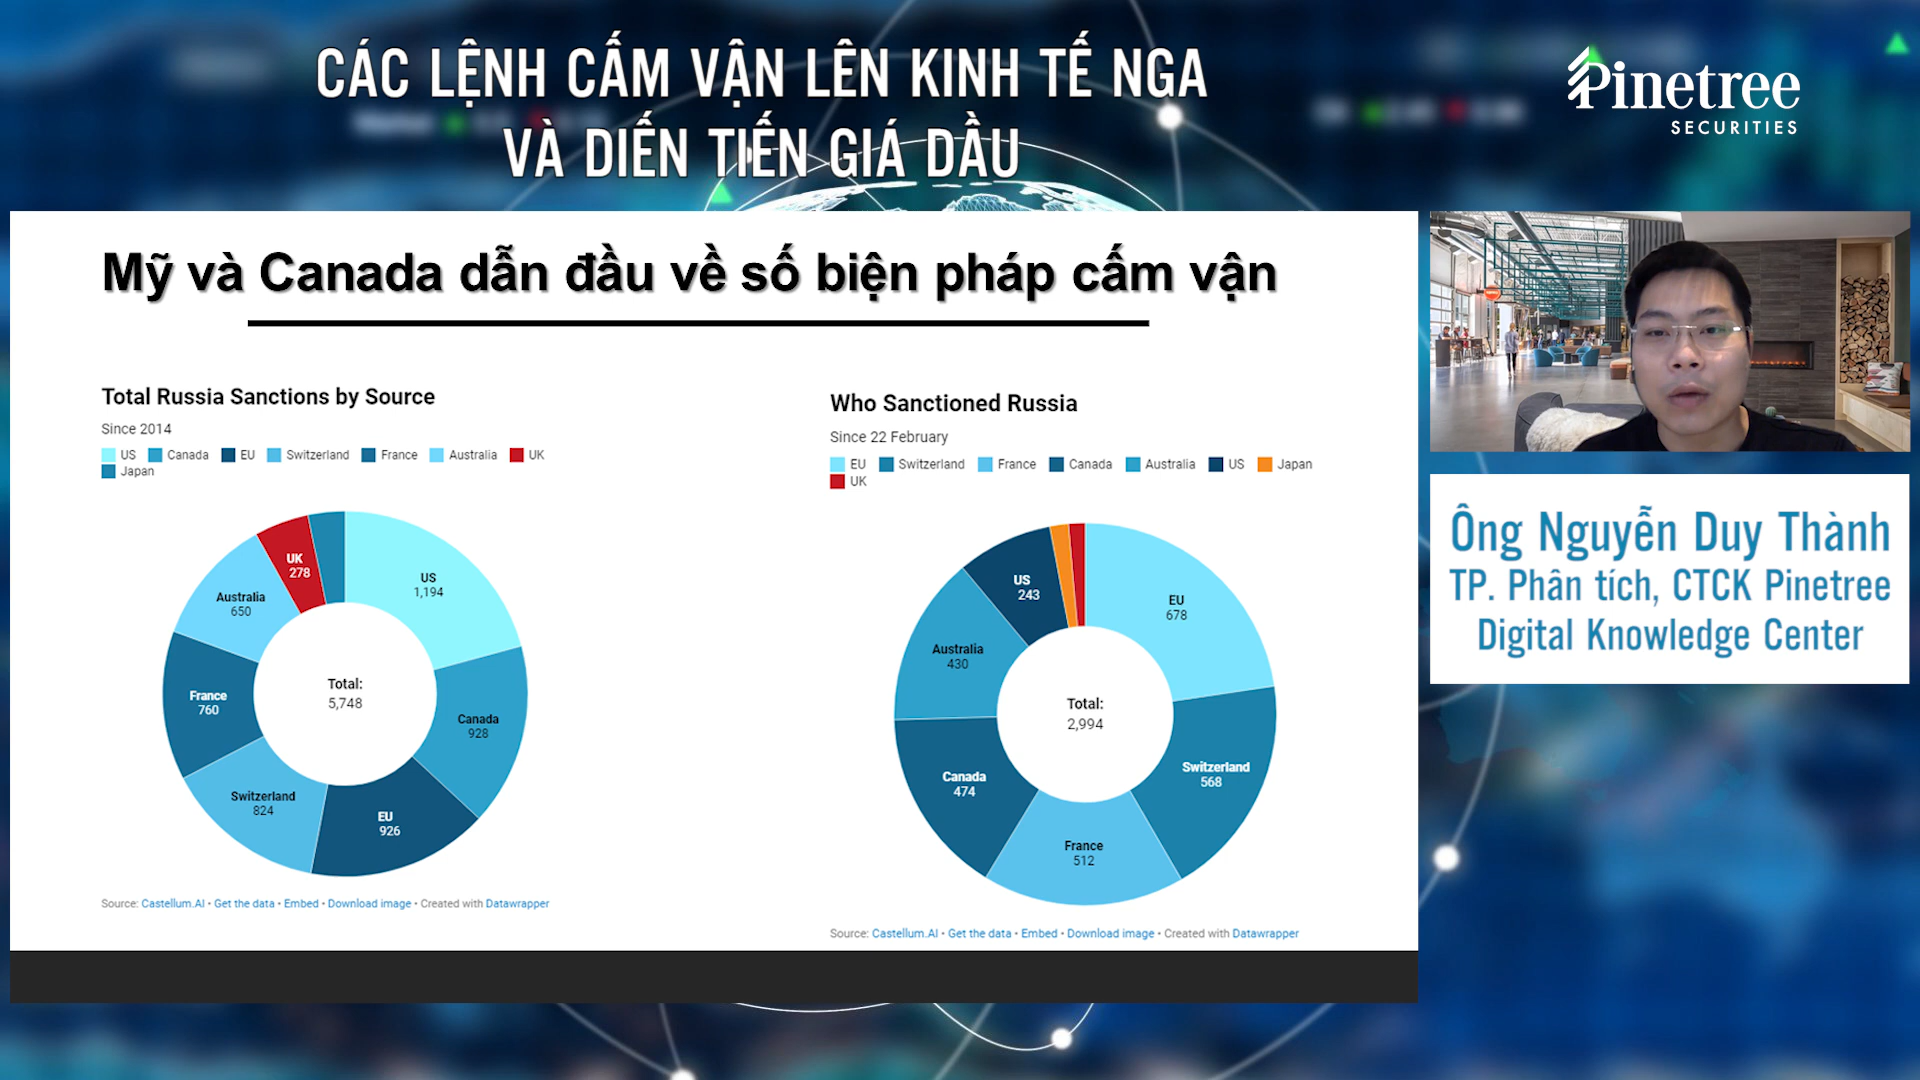 CÁC LỆNH CẤM VẬN LÊN KINH TẾ NGA
VÀ DIẾN TIẾN GIÁ DẦU
Pinetree
SECURITIES
Mỹ và Canada dẫn đầu về số biện pháp cấm vận
Total Russia Sanctions by Source
Since 2014
US Canada EU Switzerland France Australia UK
Japan
US
1,194
Canada
928
EU
926
Switzerland
824
France
760
Australia
650
UK
278
Total:
5,748
Source: Castellum.AI • Get the data • Embed • Download image • Created with Datawrapper
Who Sanctioned Russia
Since 22 February
EU Switzerland France Canada Australia US Japan
UK
EU
678
Switzerland
568
France
512
Canada
474
Australia
430
US
243
Total:
2,994
Source: Castellum.AI • Get the data • Embed • Download image • Created with Datawrapper
Ông Nguyễn Duy Thành
TP. Phân tích, CTCK Pinetree
Digital Knowledge Center